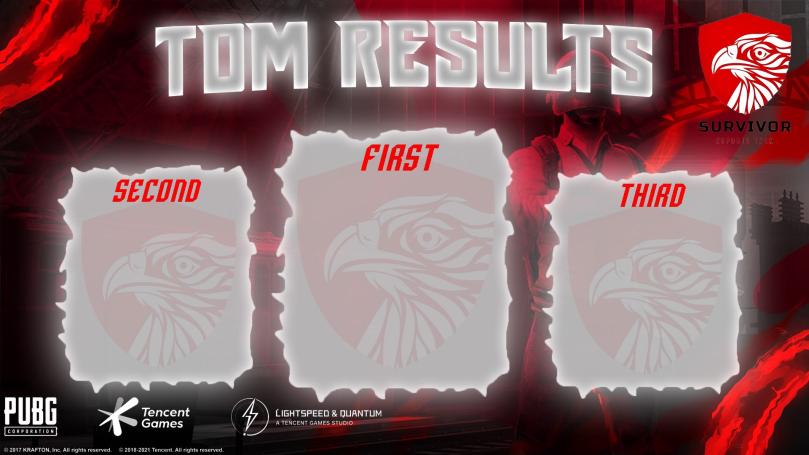 TOM RESULTS
SURVIVOR
FIRST
SECOND
THIRD
PUBG
CORPORATION
Tencent
Games
LIGHTSPEED & QUANTUM
A TENCENT GAMES STUDIO
© 2017 KRAFTON, Inc. All rights reserved. © 2018-2021 Tencent. All rights reserved.